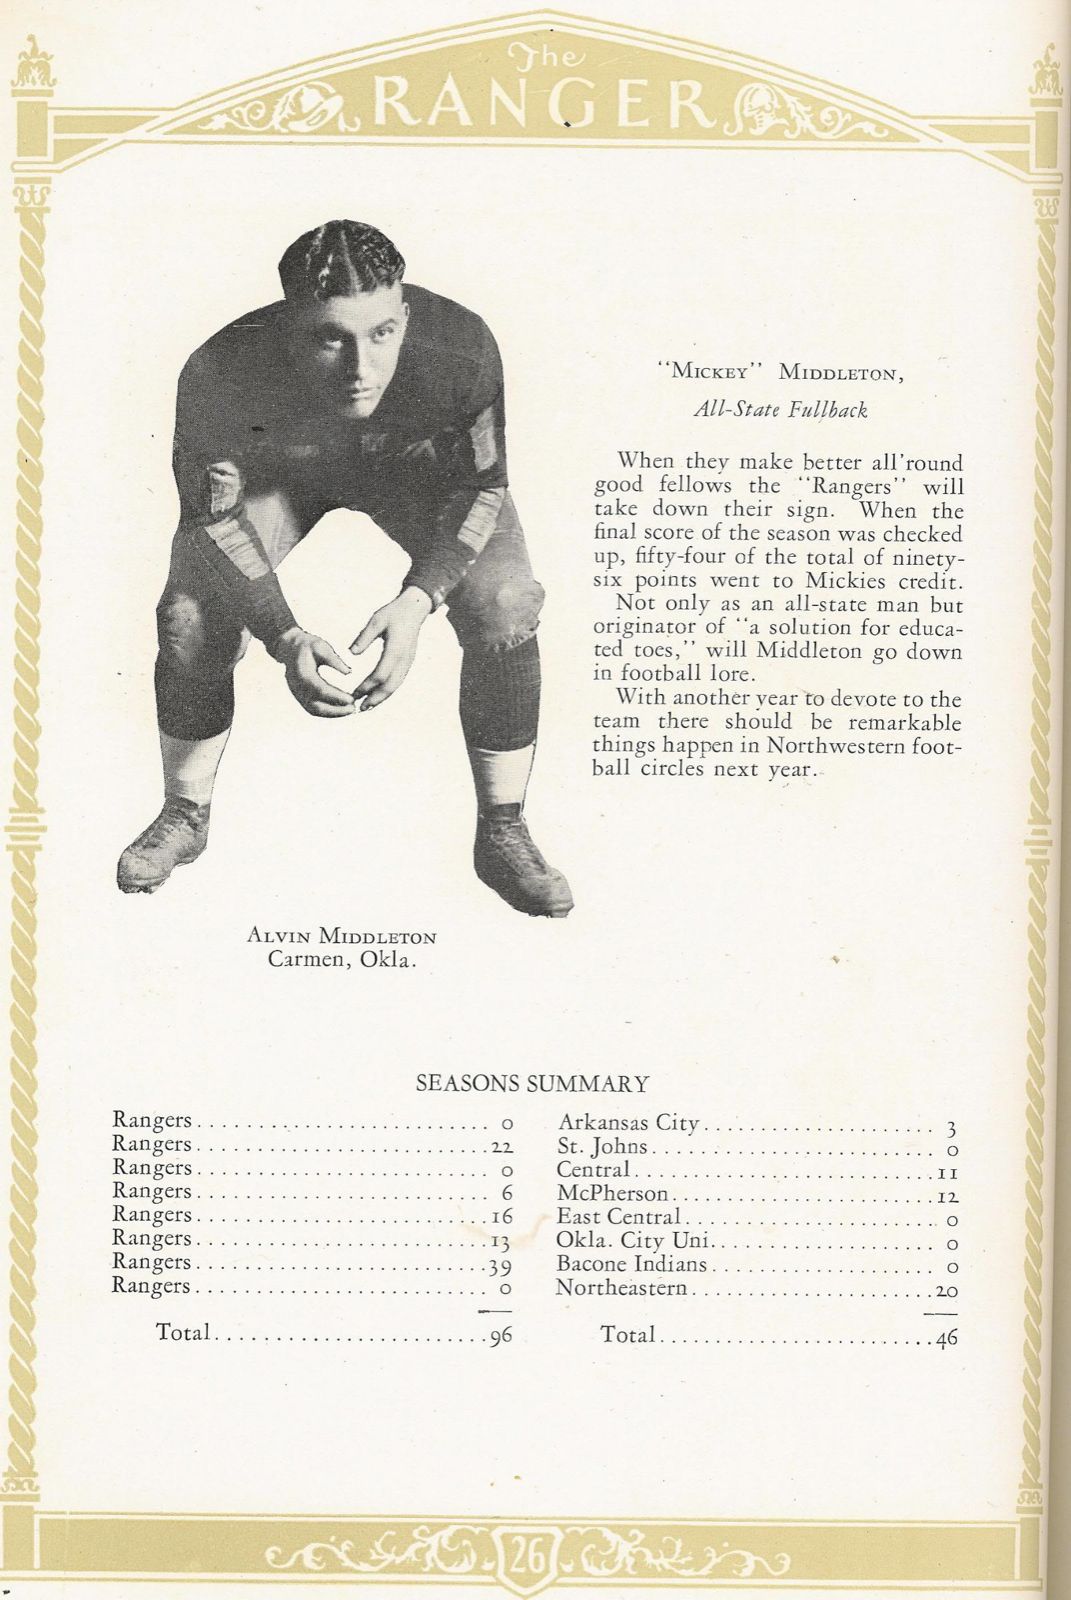 The
RANGER
"Mickey" Middleton,
All-State Fullback
When they make better all'round
good fellows the "Rangers" will
take down their sign. When the
final score of the season was checked
up, fifty-four of the total of ninety-
six points went to Mickies credit.
Not only as an all-state man but
originator of "a solution for educa-
ted toes," will Middleton go down
in football lore.
With another year to devote to the
team there should be remarkable
things happen in Northwestern foot-
ball circles next year.
Alvin Middleton
Carmen, Okla.
SEASONS SUMMARY
Rangers........................... 0 Arkansas City..................... 3
Rangers...........................22 St. Johns.......................... 0
Rangers........................... 0 Central...........................11
Rangers........................... 6 McPherson........................12
Rangers...........................16 East Central....................... 0
Rangers...........................13 Okla. City Uni..................... 0
Rangers...........................39 Bacone Indians.................... 0
Rangers........................... 0 Northeastern......................20
Total.........................96 Total.........................46
26